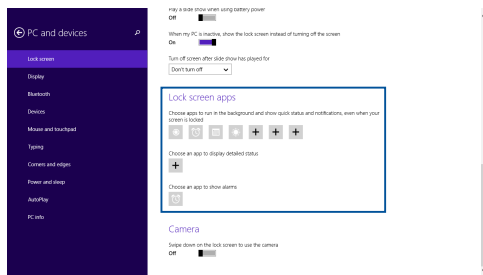 PC and devices
Lock screen
Display
Bluetooth
Devices
Mouse and touchpad
Typing
Corners and edges
Power and sleep
AutoPlay
PC info
Play a slide show when using battery power
Off
When my PC is inactive, show the lock screen instead of turning off the screen
On
Turn off screen after slide show has played for
Don't turn off
Lock screen apps
Choose apps to run in the background and show quick status and notifications, even when your
screen is locked
Choose an app to display detailed status
Choose an app to show alarms
Camera
Swipe down on the lock screen to use the camera
Off